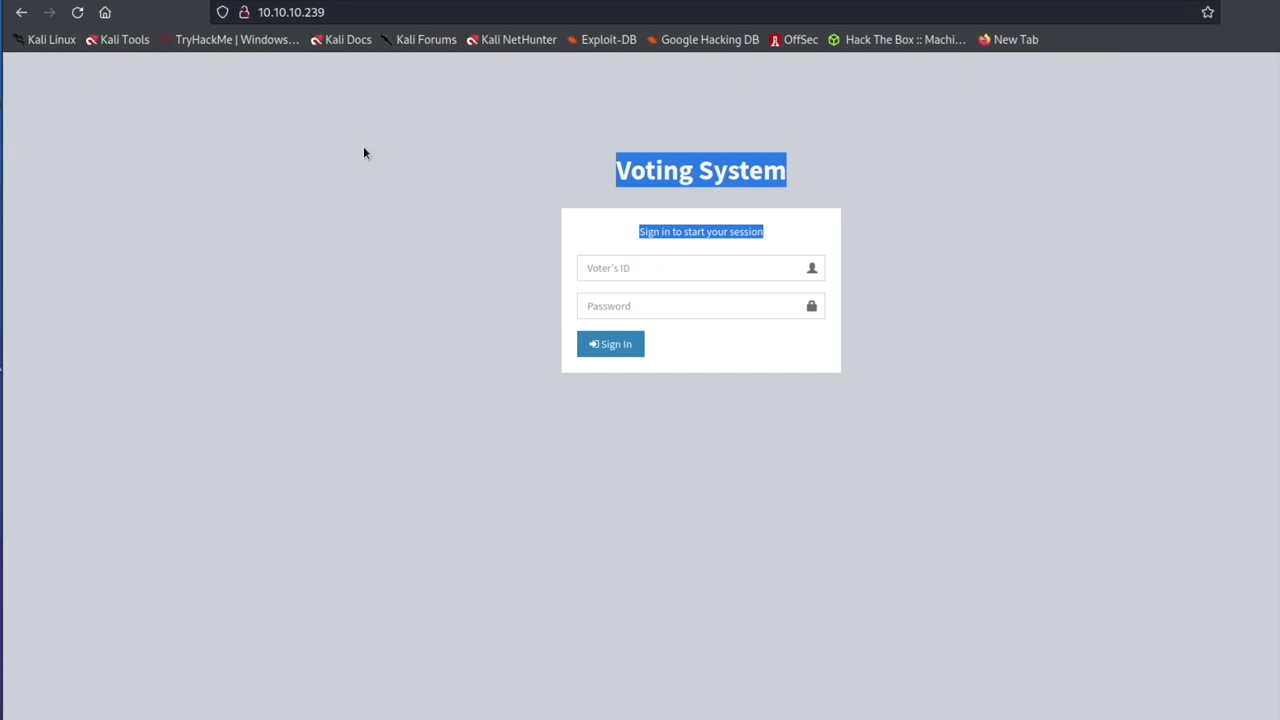 10.10.10.239
Kali Linux Kali Tools TryHackMe | Windows... Kali Docs Kali Forums Kali NetHunter Exploit-DB Google Hacking DB OffSec Hack The Box :: Machi... New Tab
Voting System
Sign in to start your session
Voter's ID
Password
Sign In